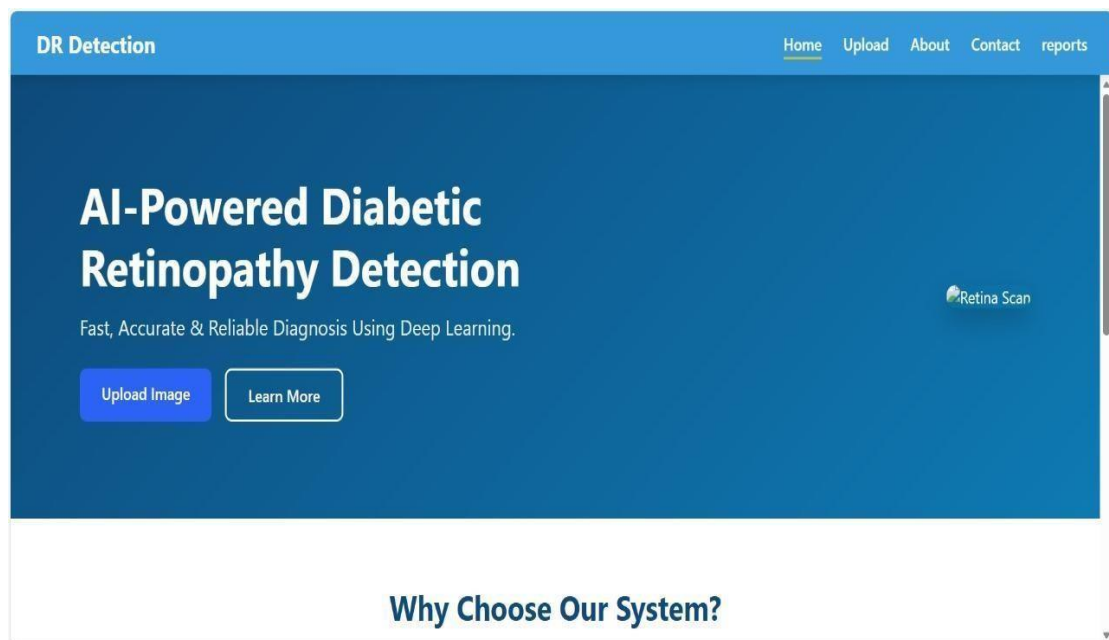 DR Detection
Home Upload About Contact reports
AI-Powered Diabetic
Retinopathy Detection
Retina Scan
Fast, Accurate & Reliable Diagnosis Using Deep Learning.
Upload Image Learn More
Why Choose Our System?